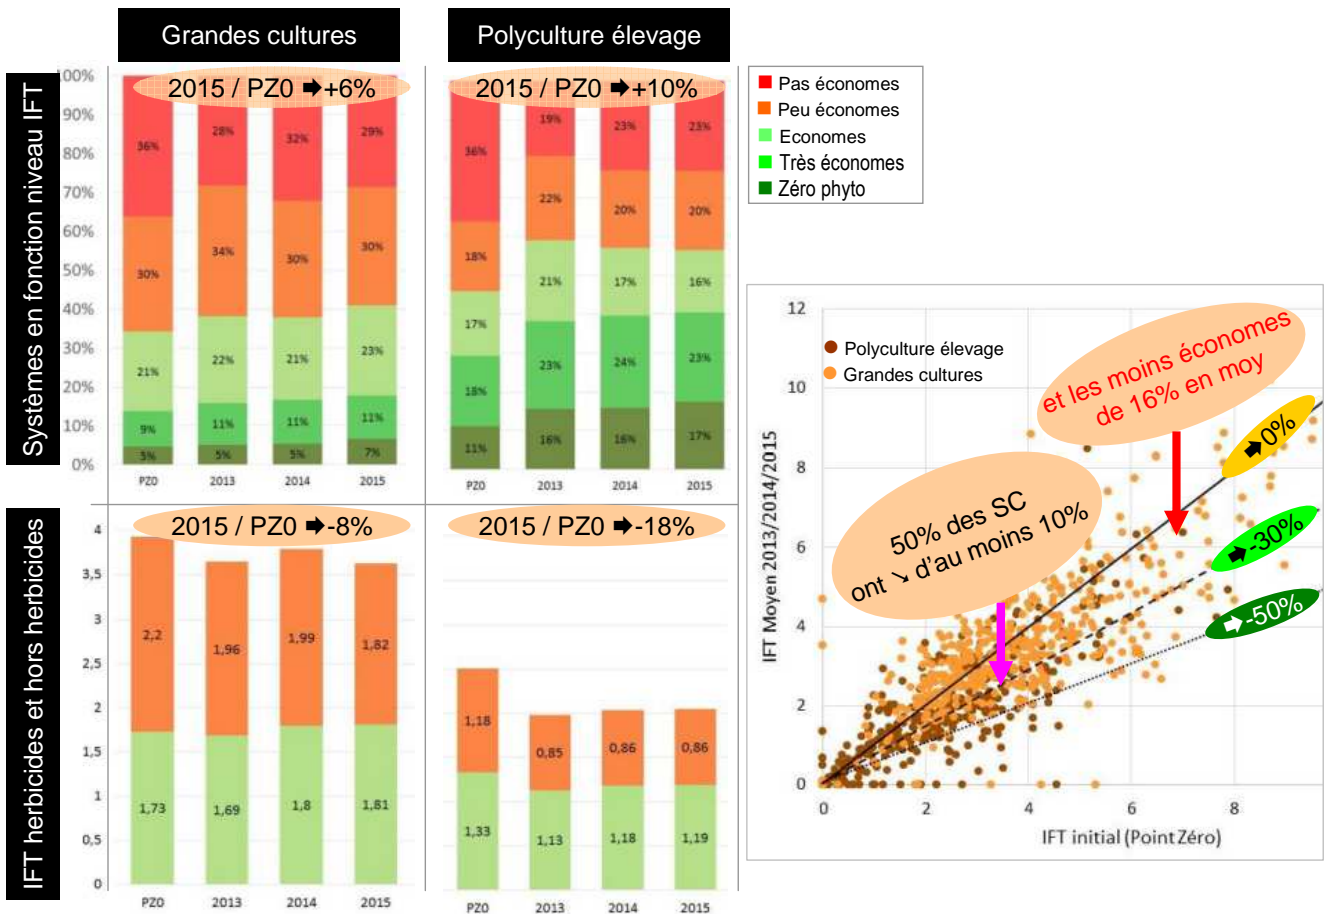 Grandes cultures
Polyculture élevage
Systèmes en fonction niveau IFT
2015 / PZ0 ➡+6%
100%
90%
80%
70%
60%
50%
40%
30%
20%
10%
0%
36% 28% 32% 29%
30% 34% 30% 30%
21% 22% 21% 23%
9% 11% 11% 11%
5% 5% 5% 7%
PZ0 2013 2014 2015
2015 / PZ0 ➡+10%
36% 19% 23% 23%
18% 22% 20% 20%
17% 21% 17% 16%
18% 23% 24% 23%
11% 16% 16% 17%
PZ0 2013 2014 2015
Pas économes
Peu économes
Economes
Très économes
Zéro phyto
IFT herbicides et hors herbicides
2015 / PZ0 ➡-8%
4
3,5
3
2,5
2
1,5
1
0,5
0
2,2 1,96 1,99 1,82
1,73 1,69 1,8 1,81
PZ0 2013 2014 2015
2015 / PZ0 ➡-18%
1,18 0,85 0,86 0,86
1,33 1,13 1,18 1,19
PZ0 2013 2014 2015
IFT Moyen 2013/2014/2015
12
10
8
6
4
2
0
Polyculture élevage
Grandes cultures
et les moins économes
de 16% en moy
50% des SC
ont ↘ d'au moins 10%
➡0%
➡-30%
➡-50%
0 2 4 6 8
IFT initial (Point Zéro)